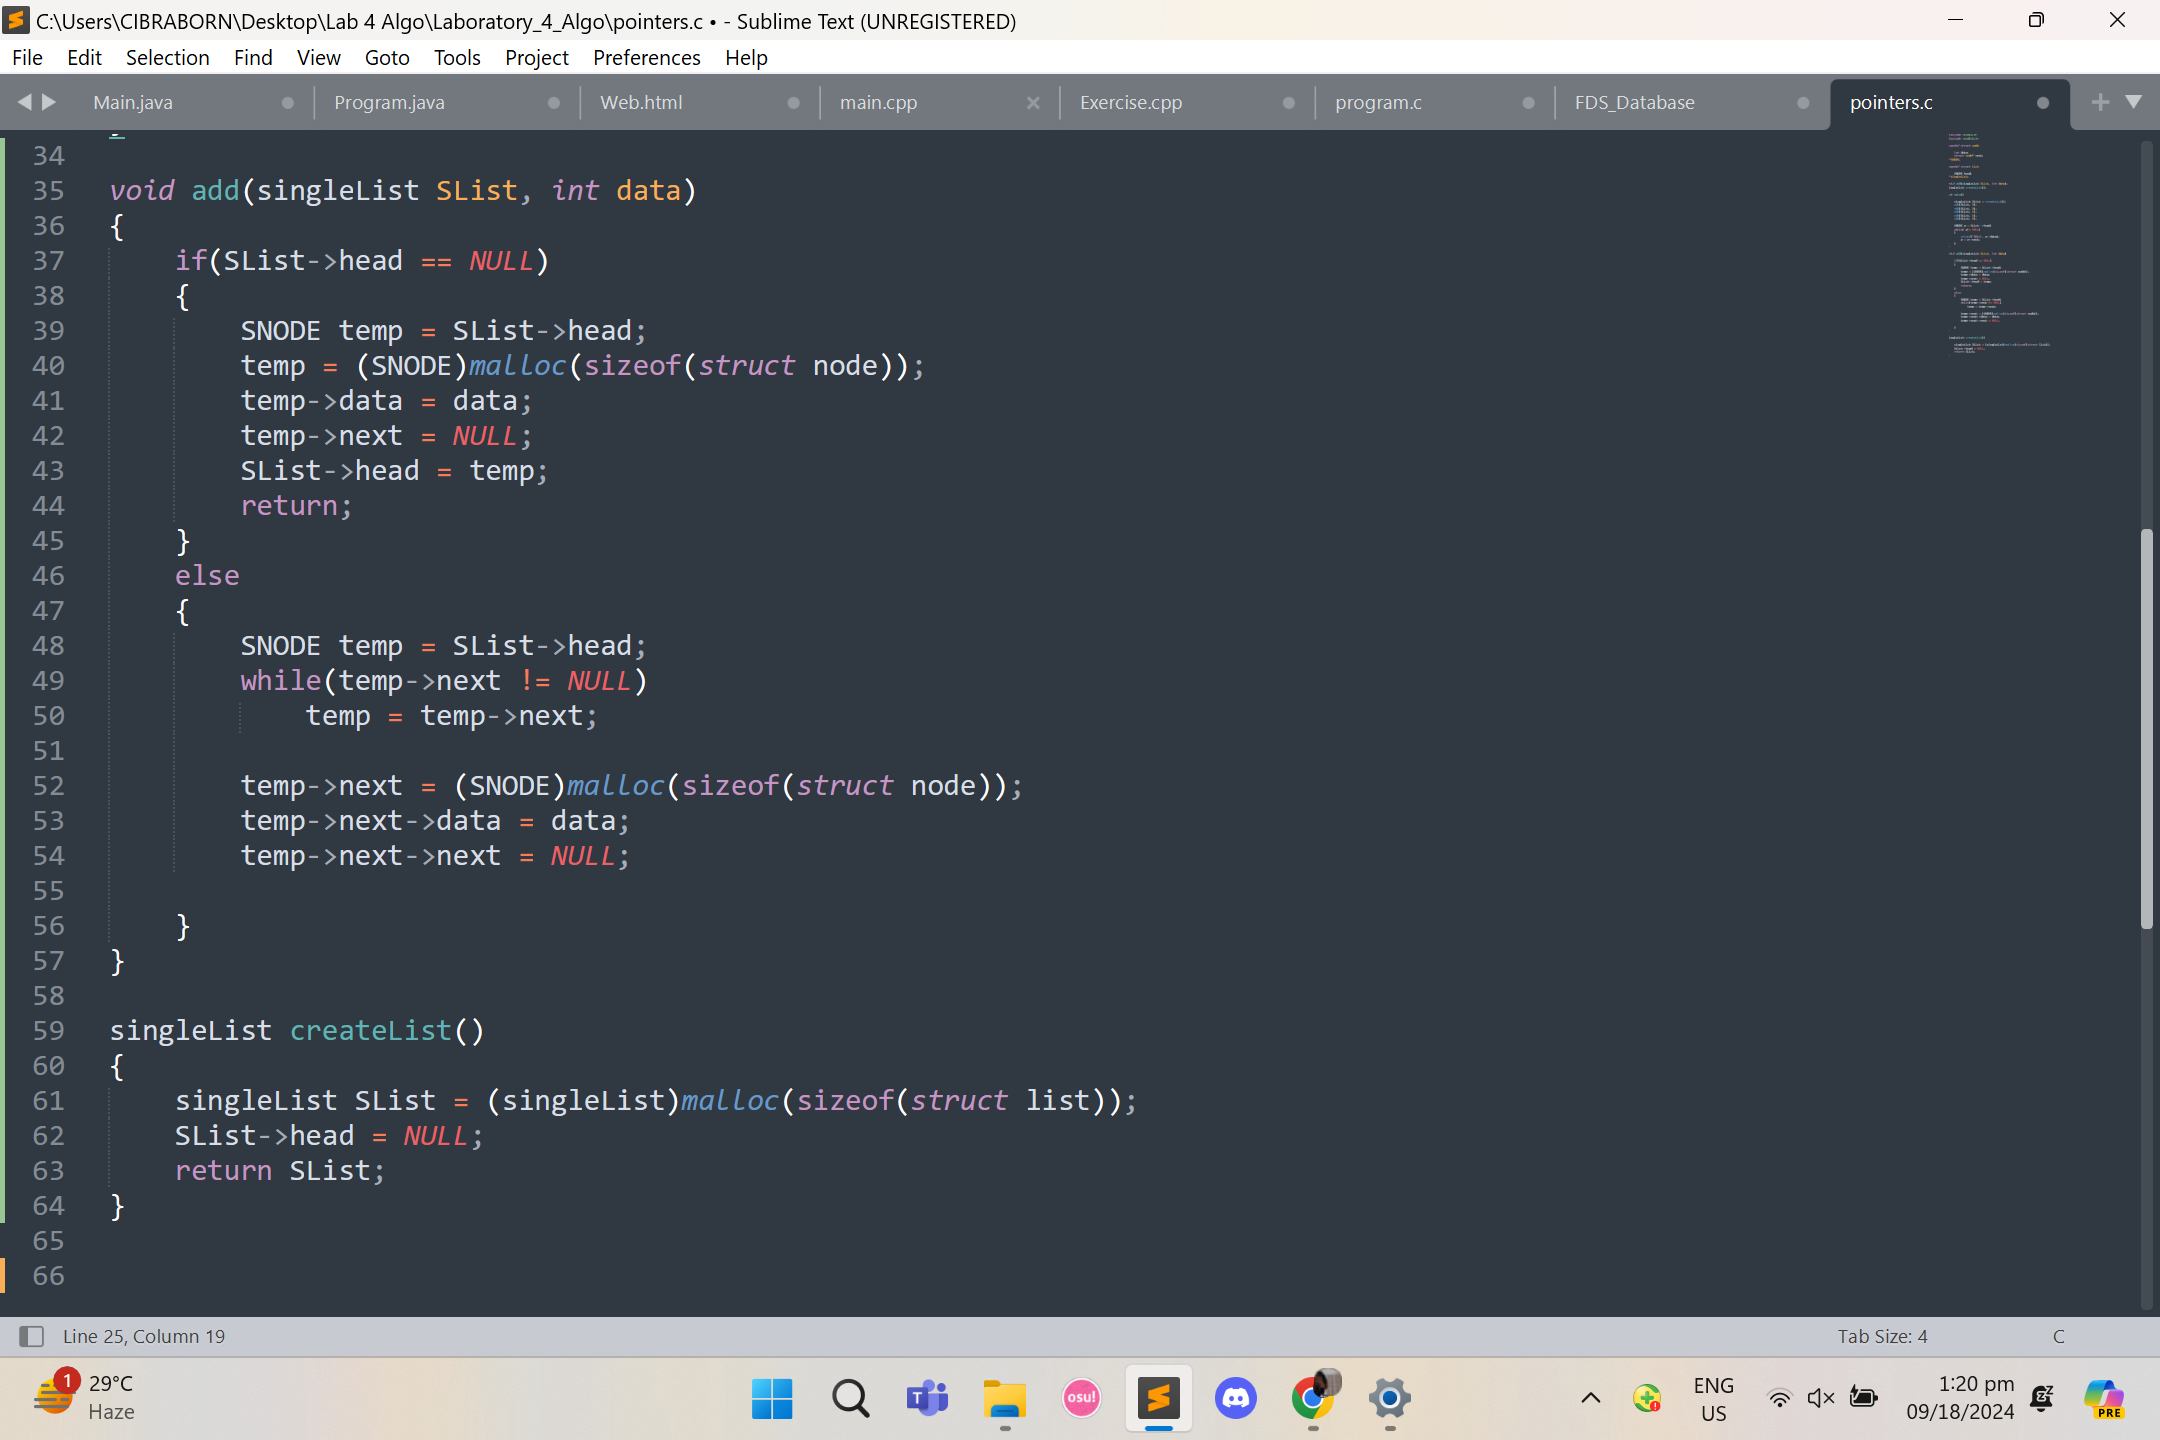 C:\Users\CIBRABORN\Desktop\Lab 4 Algo\Laboratory_4_Algo\pointers.c • - Sublime Text (UNREGISTERED)
File Edit Selection Find View Goto Tools Project Preferences Help
Main.java Program.java Web.html main.cpp Exercise.cpp program.c FDS_Database pointers.c
34
35 void add(singleList SList, int data)
36 {
37     if(SList->head == NULL)
38     {
39         SNODE temp = SList->head;
40         temp = (SNODE)malloc(sizeof(struct node));
41         temp->data = data;
42         temp->next = NULL;
43         SList->head = temp;
44         return;
45     }
46     else
47     {
48         SNODE temp = SList->head;
49         while(temp->next != NULL)
50             temp = temp->next;
51
52         temp->next = (SNODE)malloc(sizeof(struct node));
53         temp->next->data = data;
54         temp->next->next = NULL;
55
56     }
57 }
58
59 singleList createList()
60 {
61     singleList SList = (singleList)malloc(sizeof(struct list));
62     SList->head = NULL;
63     return SList;
64 }
65
66
Line 25, Column 19 Tab Size: 4 C
1 29°C
Haze
T
osu!
ENG
US
1:20 pm
09/18/2024
PRE